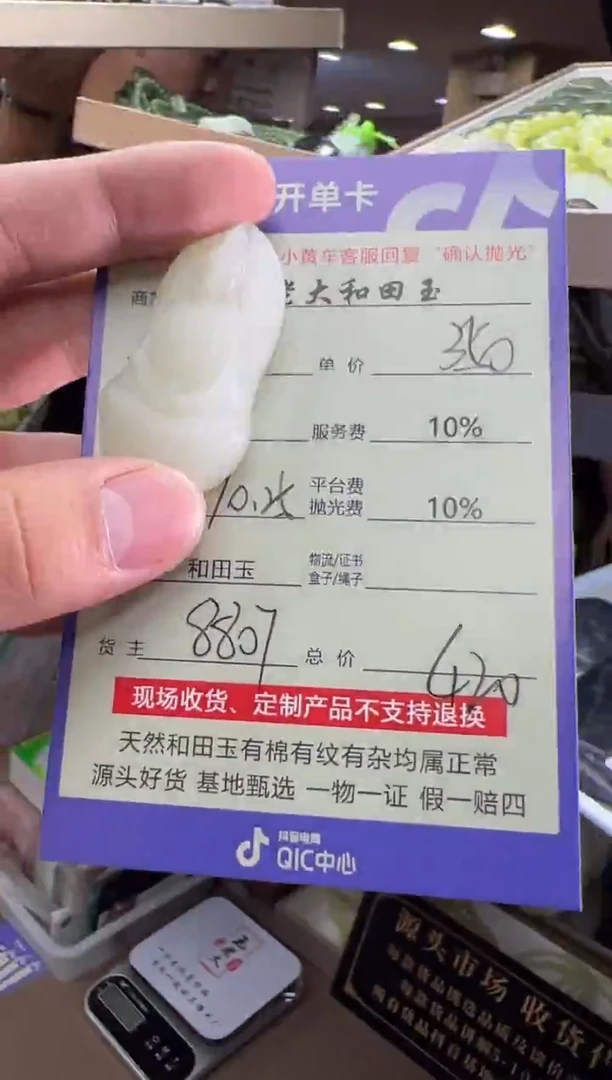 开单卡
小黄车客服回复“确认抛光”
商
老大和田玉
单价 350
服务费 10%
10.25
平台费
抛光费 10%
和田玉
物流/证书
盒子/绳子
货主 8807 总价 420
现场收货、定制产品不支持退换
天然和田玉有棉有纹有杂均属正常
源头好货 基地甄选 一物一证 假一赔四
抖音电商
QIC中心
源头市场 收货